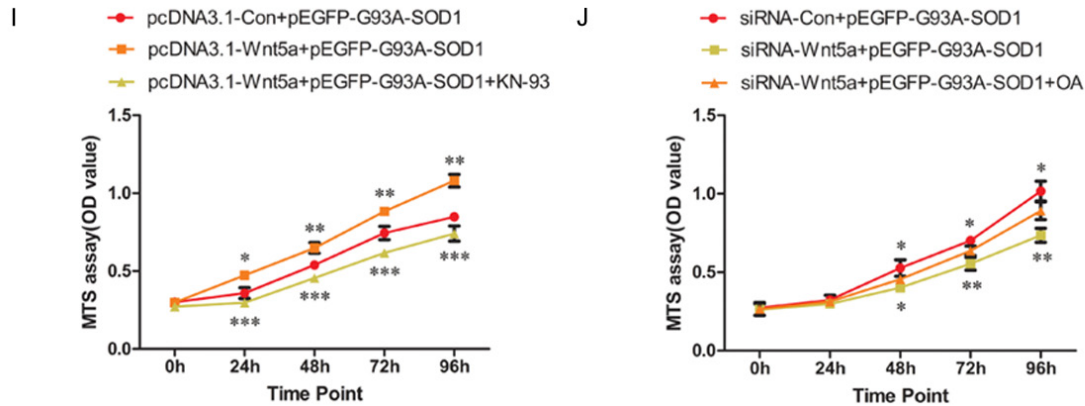 I
pcDNA3.1-Con+pEGFP-G93A-SOD1
pcDNA3.1-Wnt5a+pEGFP-G93A-SOD1
pcDNA3.1-Wnt5a+pEGFP-G93A-SOD1+KN-93
MTS assay(OD value)
1.5
1.0
0.5
0.0
**
**
**
*
***
***
***
***
0h 24h 48h 72h 96h
Time Point
J
siRNA-Con+pEGFP-G93A-SOD1
siRNA-Wnt5a+pEGFP-G93A-SOD1
siRNA-Wnt5a+pEGFP-G93A-SOD1+OA
MTS assay(OD value)
1.5
1.0
0.5
0.0
*
*
*
**
**
*
0h 24h 48h 72h 96h
Time Point